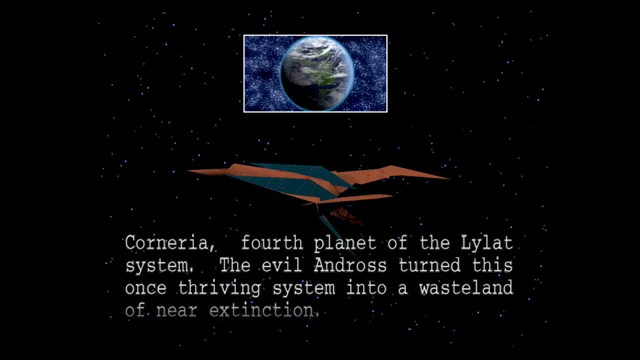 Corneria,  fourth planet of the Lylat
system.  The evil Andross turned this
once thriving system into a wasteland
of near extinction.